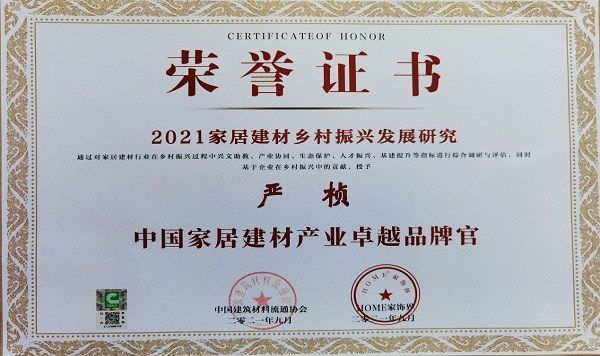 CERTIFICATEOF HONOR
荣誉证书
2021家居建材乡村振兴发展研究
通过对家居建材行业在乡村振兴过程中兴文助教、产业协同、生态保护、人才振兴、基建提升等指标进行综合调研与评估、同时
基于企业在乡村振兴中的贡献，授予
严桢
中国家居建材产业卓越品牌官
中国建筑材料流通协会
二零二一年九月
HOME家饰界
二零二一年九月